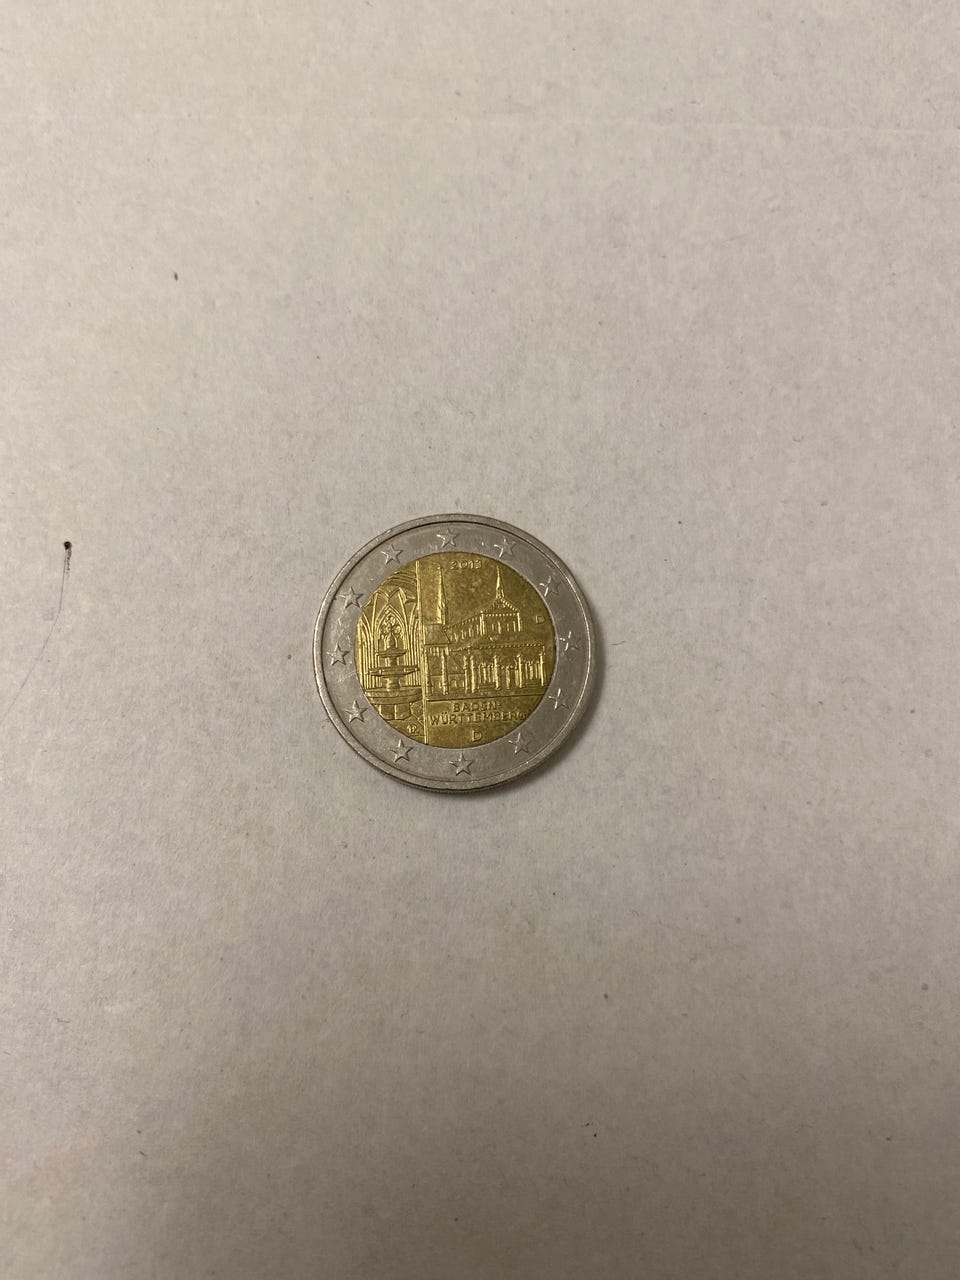 2013
D
BADEN-
WÜRTTEMBERG
D